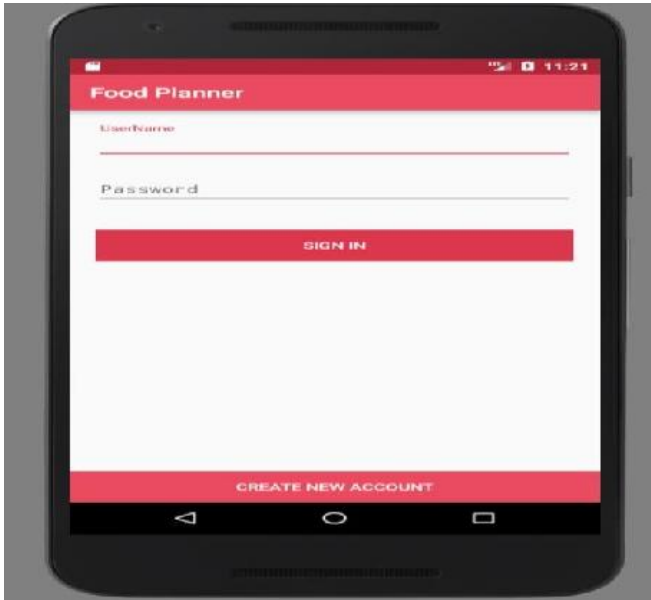 11:21
Food Planner
UserName
Password
SIGN IN
CREATE NEW ACCOUNT